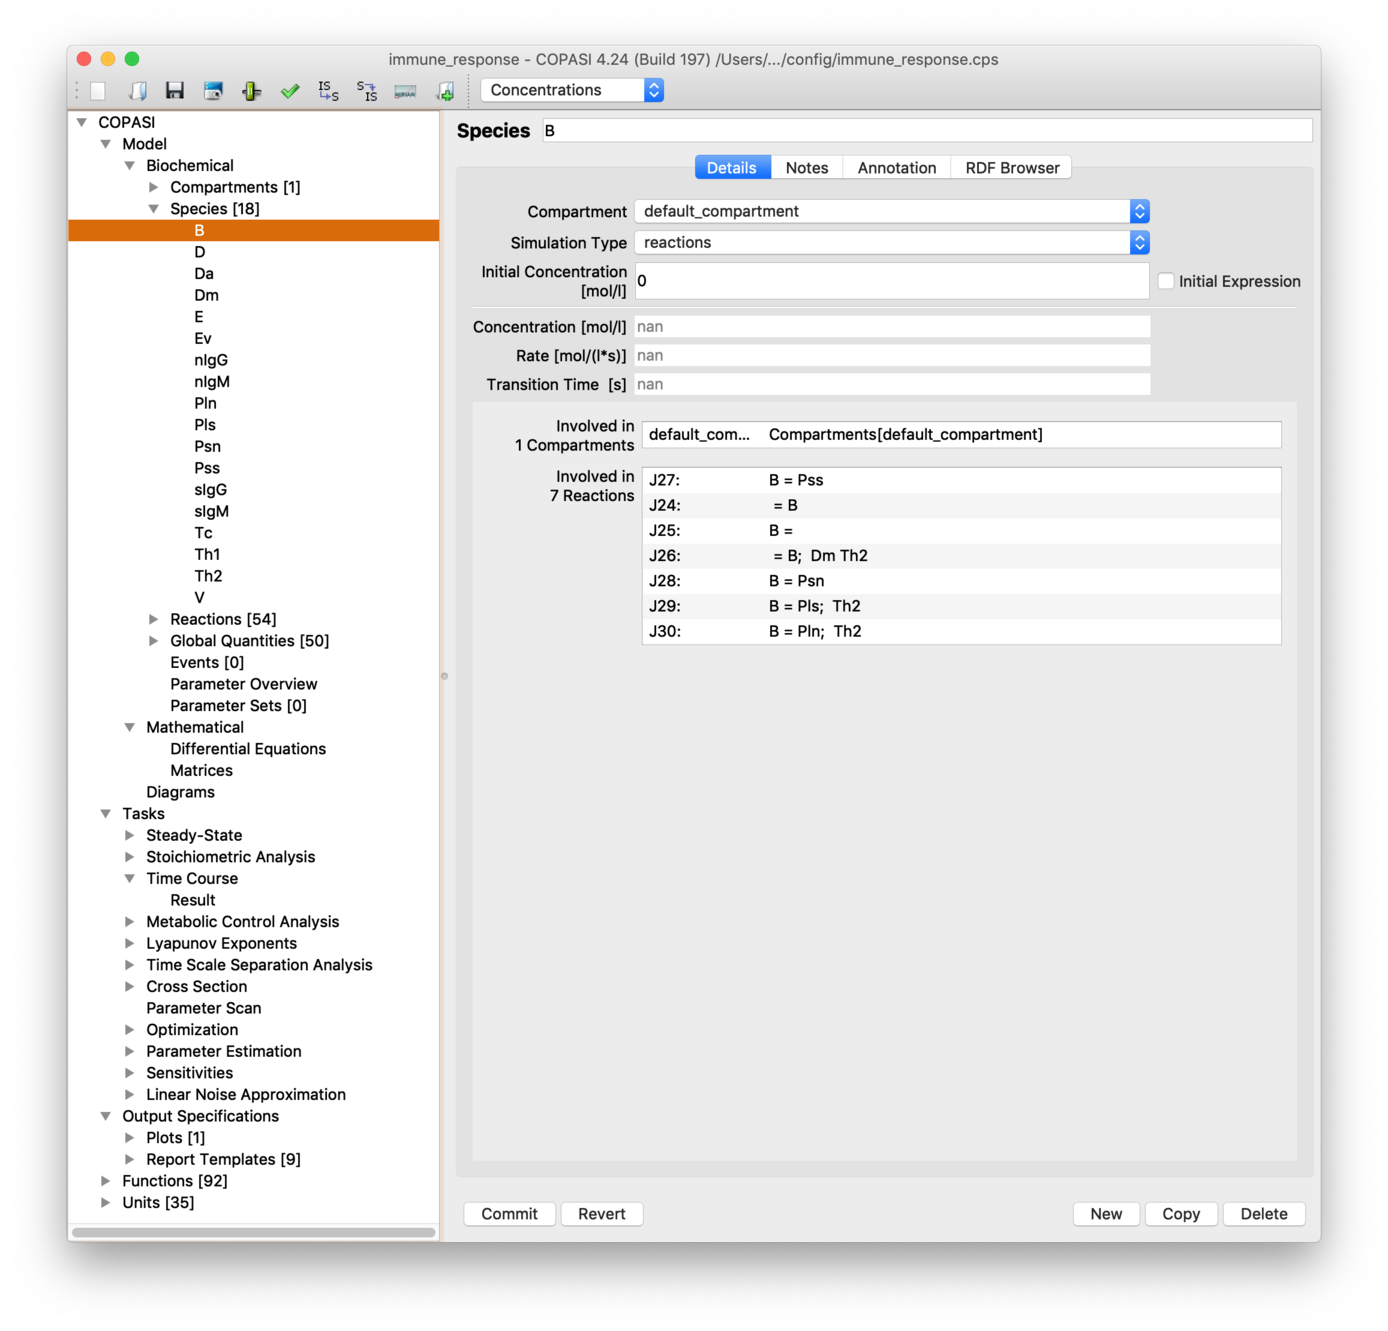 immune_response - COPASI 4.24 (Build 197) /Users/.../config/immune_response.cps
IS S
S IS
Concentrations
COPASI
Model
Biochemical
Compartments [1]
Species [18]
B
D
Da
Dm
E
Ev
nIgG
nIgM
Pln
Pls
Psn
Pss
sIgG
sIgM
Tc
Th1
Th2
V
Reactions [54]
Global Quantities [50]
Events [0]
Parameter Overview
Parameter Sets [0]
Mathematical
Differential Equations
Matrices
Diagrams
Tasks
Steady-State
Stoichiometric Analysis
Time Course
Result
Metabolic Control Analysis
Lyapunov Exponents
Time Scale Separation Analysis
Cross Section
Parameter Scan
Optimization
Parameter Estimation
Sensitivities
Linear Noise Approximation
Output Specifications
Plots [1]
Report Templates [9]
Functions [92]
Units [35]
Species B
Details Notes Annotation RDF Browser
Compartment default_compartment
Simulation Type reactions
Initial Concentration
[mol/l] 0 Initial Expression
Concentration [mol/l] nan
Rate [mol/(l*s)] nan
Transition Time [s] nan
Involved in
1 Compartments default_com... Compartments[default_compartment]
Involved in
7 Reactions
J27: B = Pss
J24: = B
J25: B =
J26: = B; Dm Th2
J28: B = Psn
J29: B = Pls; Th2
J30: B = Pln; Th2
Commit Revert New Copy Delete